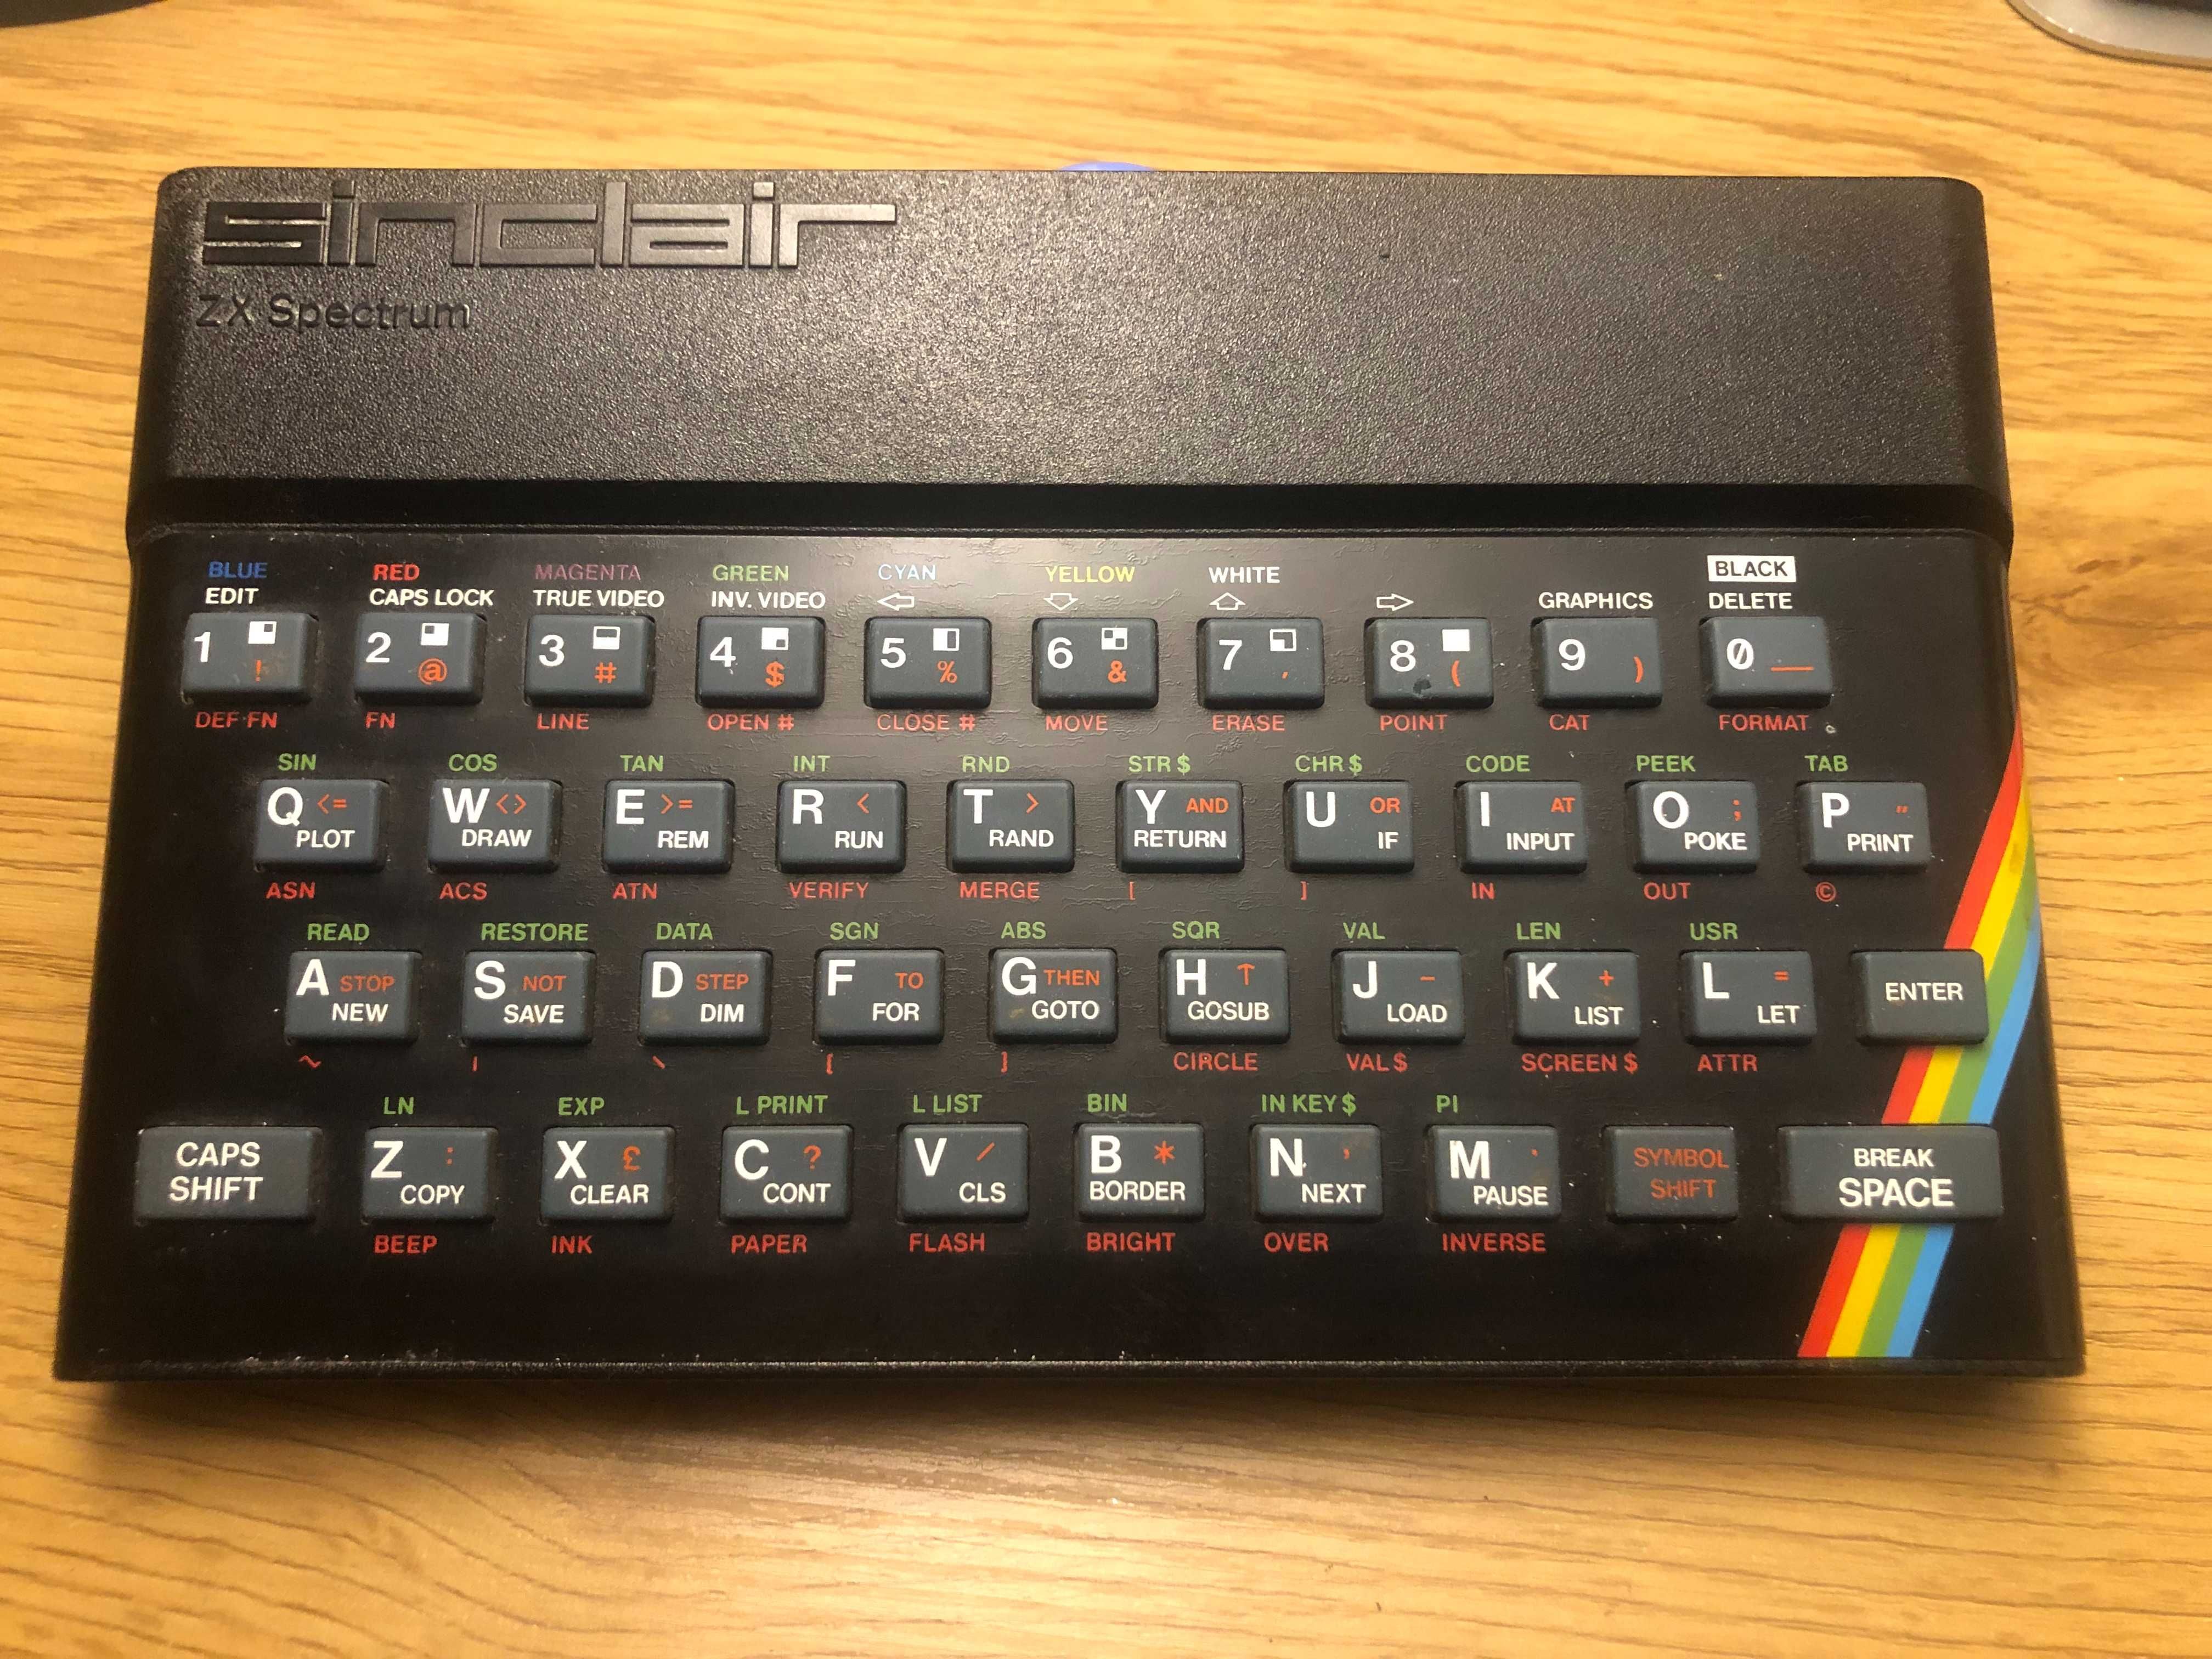 sinclair
ZX Spectrum
BLUE RED MAGENTA GREEN CYAN YELLOW WHITE BLACK
EDIT CAPS LOCK TRUE VIDEO INV. VIDEO ⇦ ⇩ ⇧ ⇨ GRAPHICS DELETE
1 ! 2 @ 3 # 4 $ 5 % 6 & 7 ' 8 ( 9 ) 0 _
DEF FN FN LINE OPEN # CLOSE # MOVE ERASE POINT CAT FORMAT
SIN COS TAN INT RND STR $ CHR $ CODE PEEK TAB
Q <= W <> E >= R < T > Y AND U OR I AT O ; P "
PLOT DRAW REM RUN RAND RETURN IF INPUT POKE PRINT
ASN ACS ATN VERIFY MERGE [ ] IN OUT ©
READ RESTORE DATA SGN ABS SQR VAL LEN USR
A STOP S NOT D STEP F TO G THEN H ↑ J − K + L = ENTER
NEW SAVE DIM FOR GOTO GOSUB LOAD LIST LET
~ | \ { } CIRCLE VAL $ SCREEN $ ATTR
LN EXP L PRINT L LIST BIN IN KEY $ PI
CAPS Z : X £ C ? V / B * N , M . SYMBOL BREAK
SHIFT COPY CLEAR CONT CLS BORDER NEXT PAUSE SHIFT SPACE
BEEP INK PAPER FLASH BRIGHT OVER INVERSE